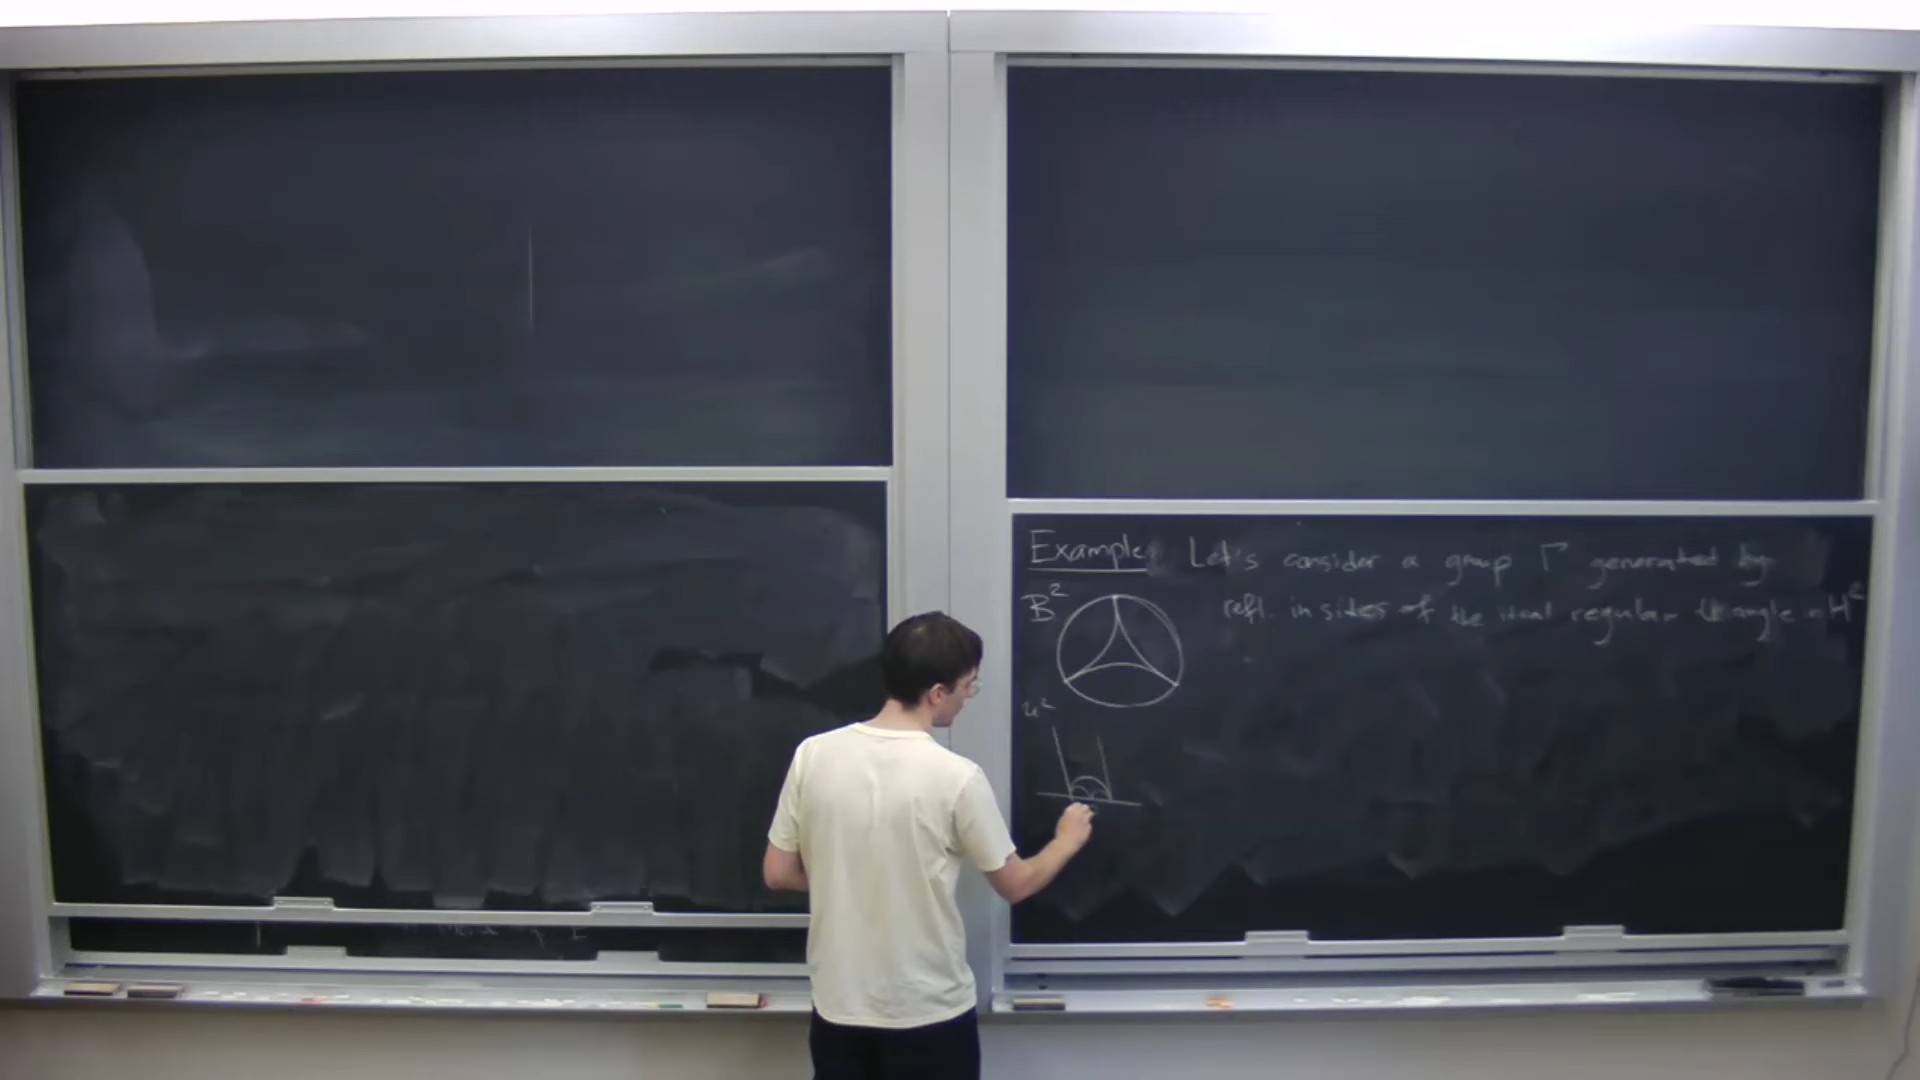 Example: Let's consider a group Γ generated by
refl. in sides of the ideal regular triangle in H²
B²
U²